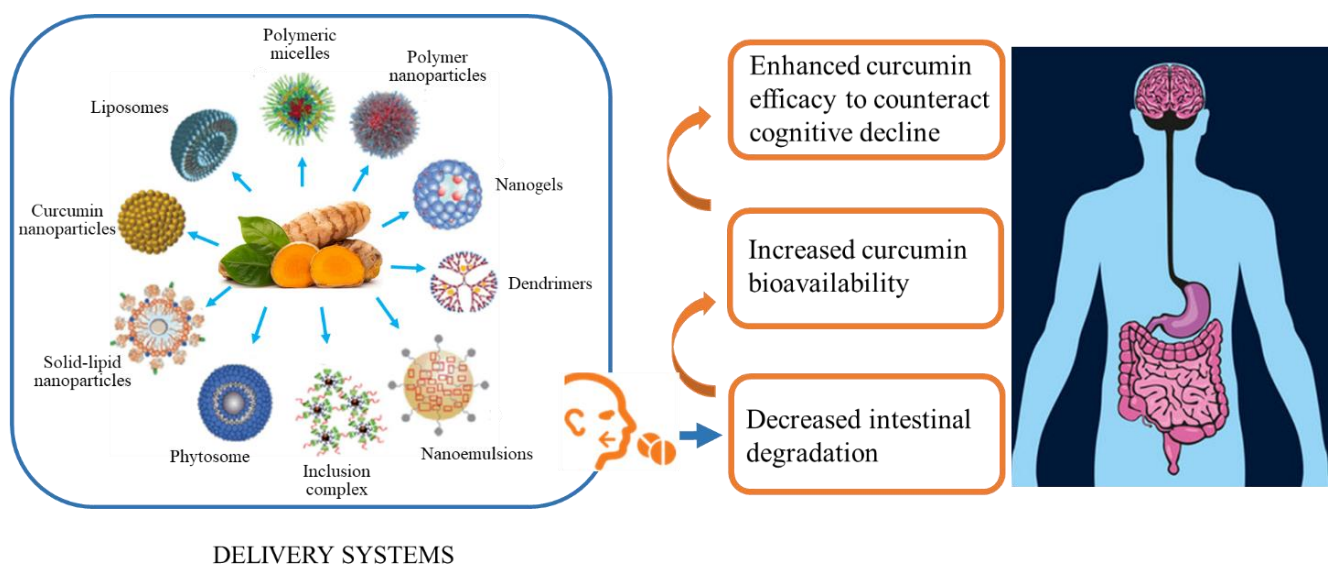 Polymeric
micelles
Polymer
nanoparticles
Liposomes
Nanogels
Curcumin
nanoparticles
Dendrimers
Solid-lipid
nanoparticles
Phytosome
Inclusion
complex
Nanoemulsions
DELIVERY SYSTEMS
Enhanced curcumin
efficacy to counteract
cognitive decline
Increased curcumin
bioavailability
Decreased intestinal
degradation